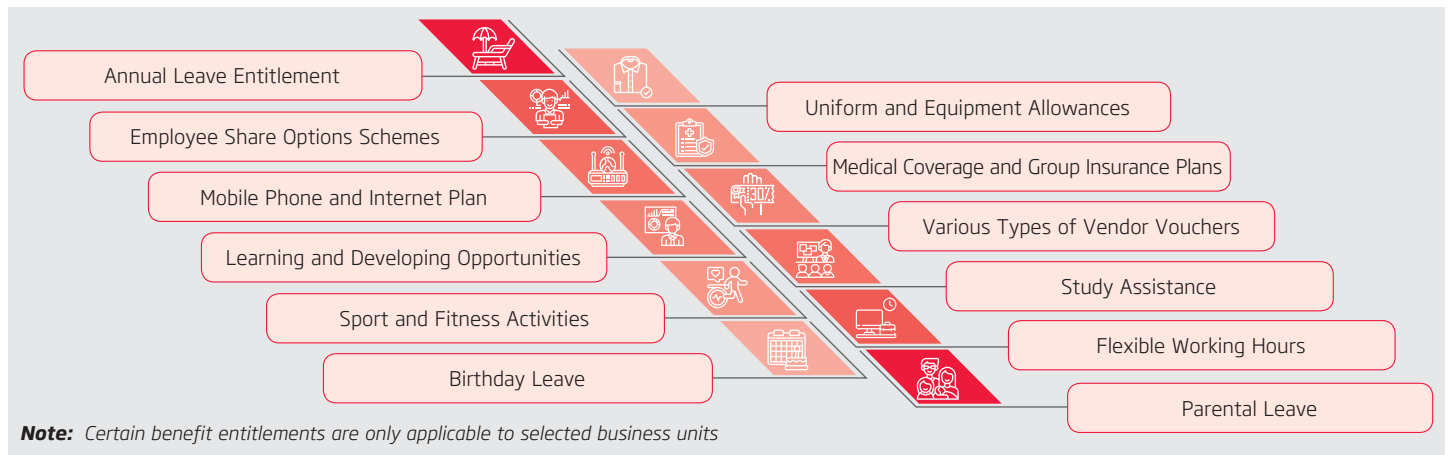 Annual Leave Entitlement
Employee Share Options Schemes
Mobile Phone and Internet Plan
Learning and Developing Opportunities
Sport and Fitness Activities
Birthday Leave
30%
Uniform and Equipment Allowances
Medical Coverage and Group Insurance Plans
Various Types of Vendor Vouchers
Study Assistance
Flexible Working Hours
Parental Leave
Note: Certain benefit entitlements are only applicable to selected business units